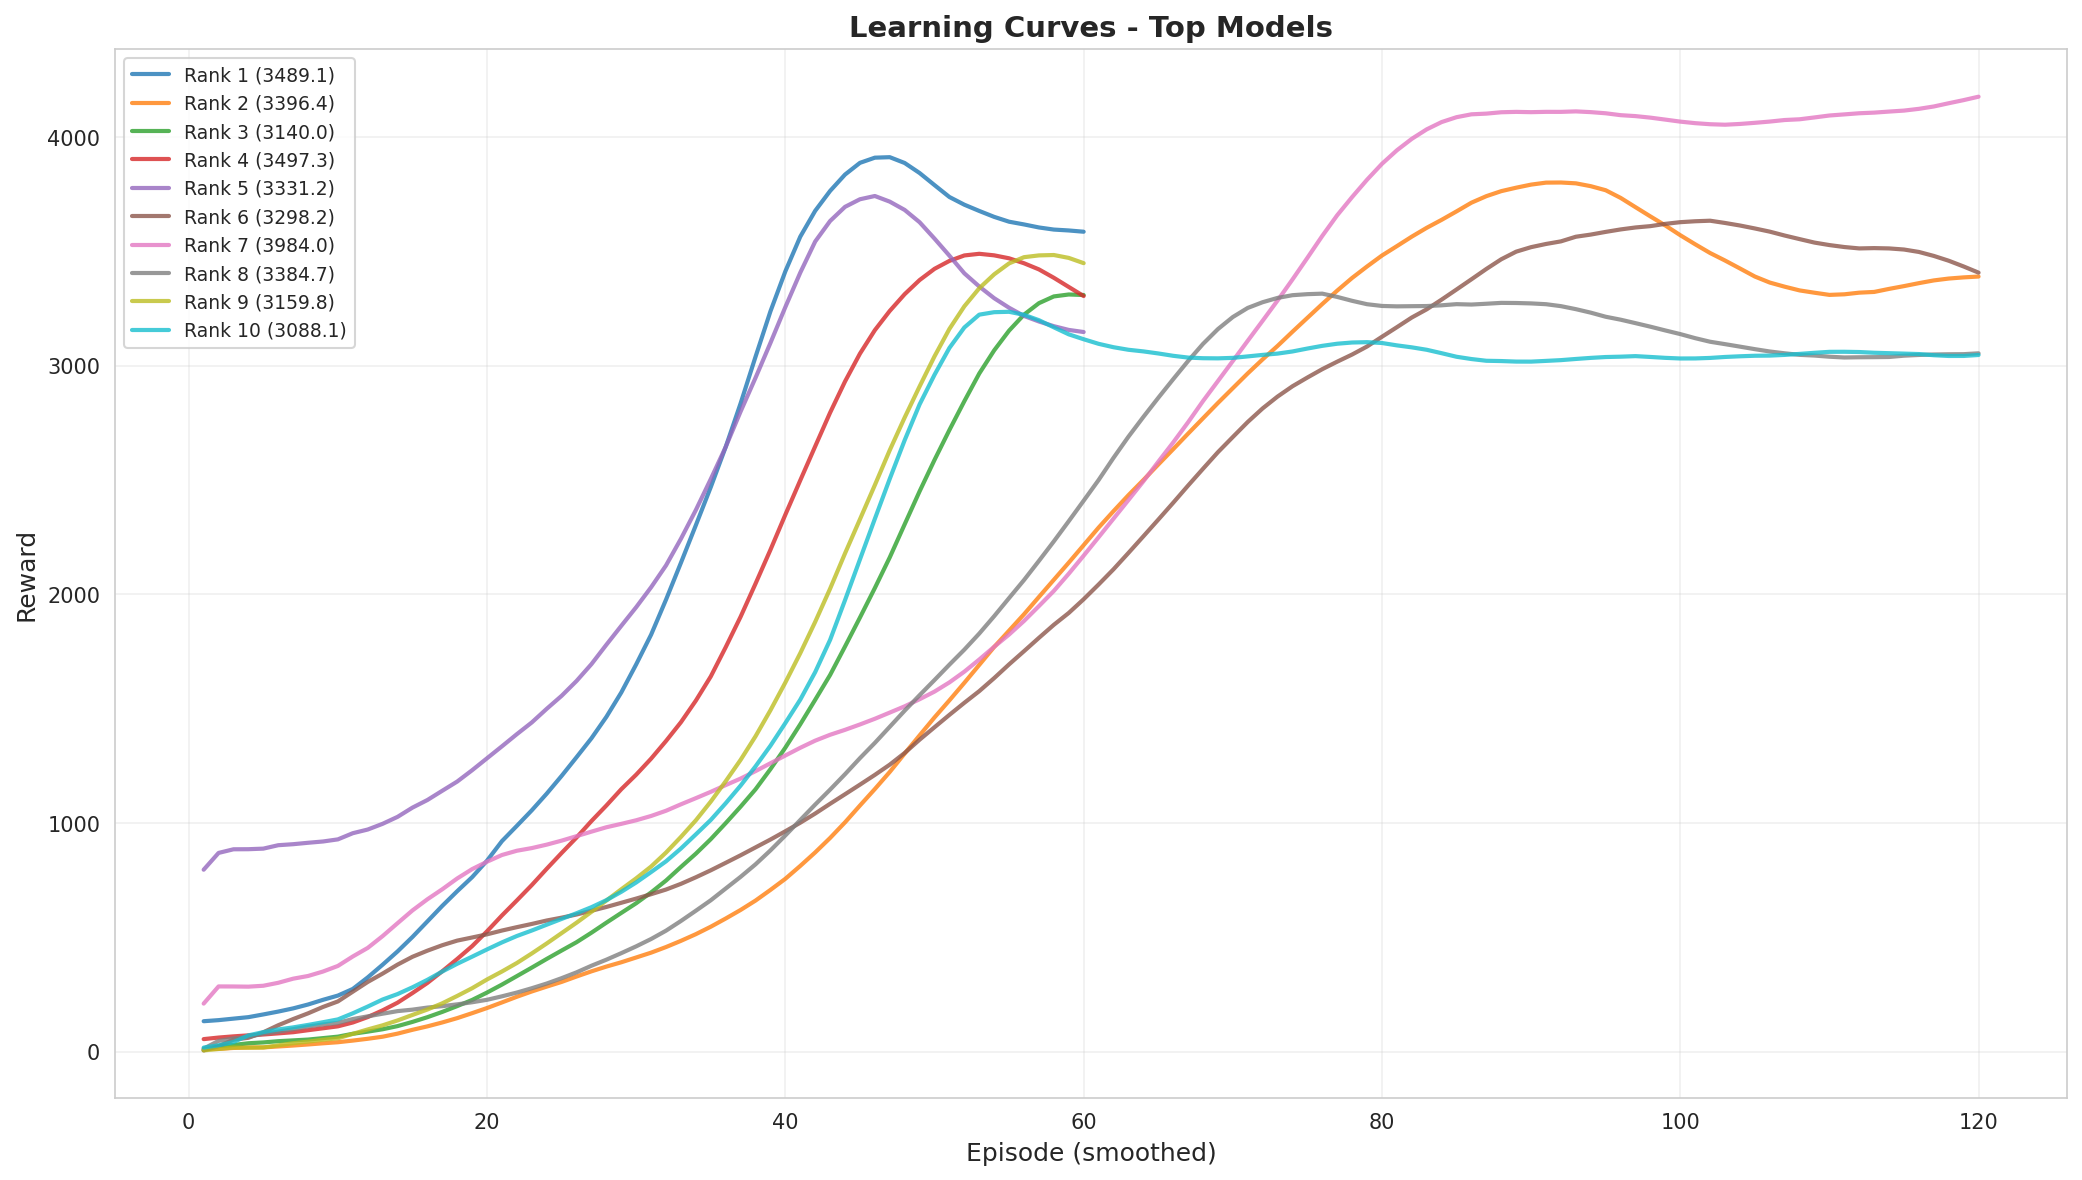 Learning Curves - Top Models
Rank 1 (3489.1)
Rank 2 (3396.4)
Rank 3 (3140.0)
Rank 4 (3497.3)
Rank 5 (3331.2)
Rank 6 (3298.2)
Rank 7 (3984.0)
Rank 8 (3384.7)
Rank 9 (3159.8)
Rank 10 (3088.1)
4000
3000
2000
1000
0
Reward
0 20 40 60 80 100 120
Episode (smoothed)